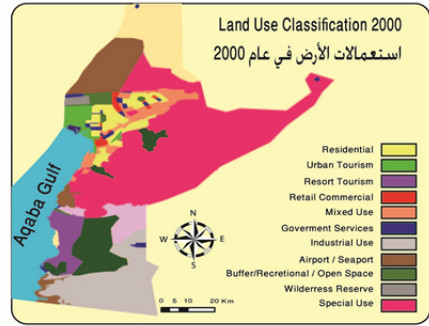 Land Use Classification 2000
استعمالات الأرض في عام 2000
Residential
Urban Tourism
Resort Tourism
Retail Commercial
Mixed Use
Goverment Services
Industrial Use
Airport / Seaport
Buffer/Recretional / Open Space
Wilderss Reserve
Special Use
Aqaba Gulf
N
W E
S
0 5 10 20 Km